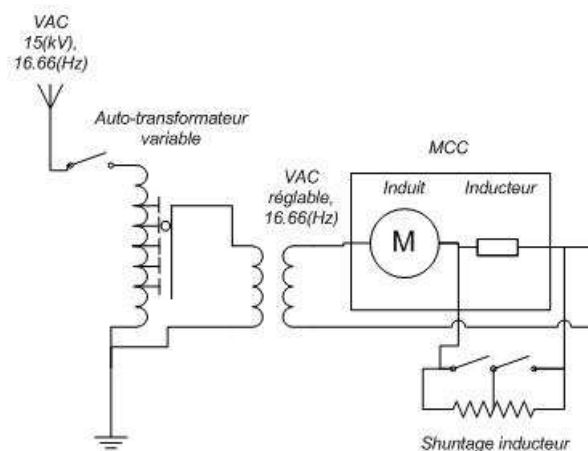 VAC
15(kV),
16.66(Hz)
Auto-transformateur
variable
VAC
réglable,
16.66(Hz)
MCC
Induit
Inducteur
M
Shuntage inducteur